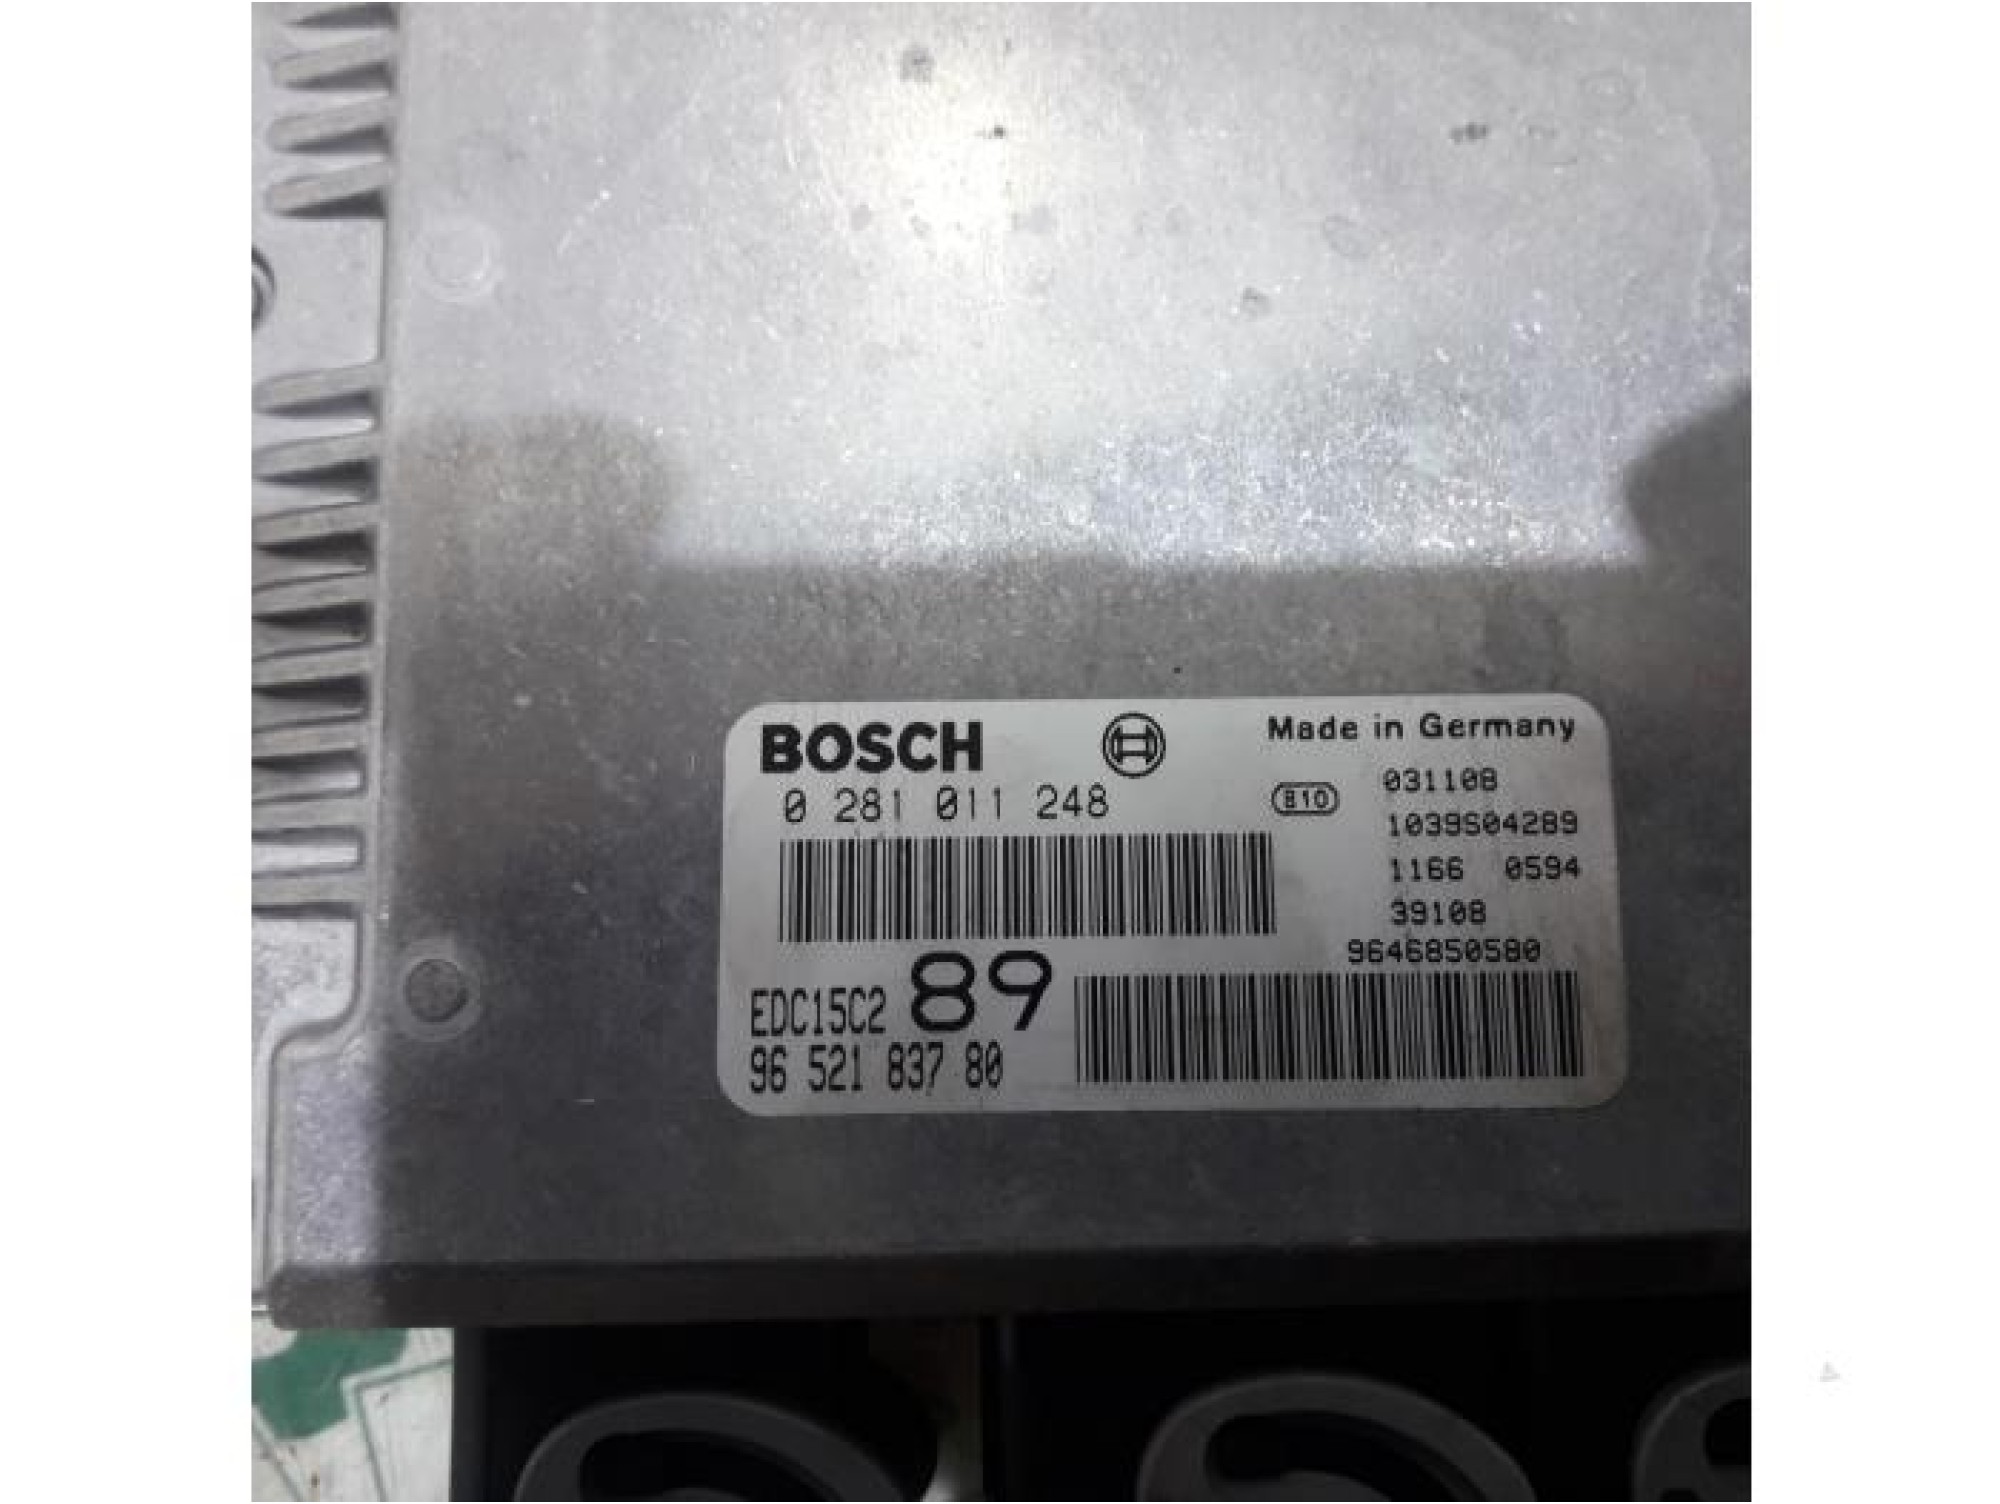 BOSCH
Made in Germany
0 281 011 248
B10
031108
1039S04289
1166 0594
39108
9646850580
EDC15C2 89
96 521 837 80